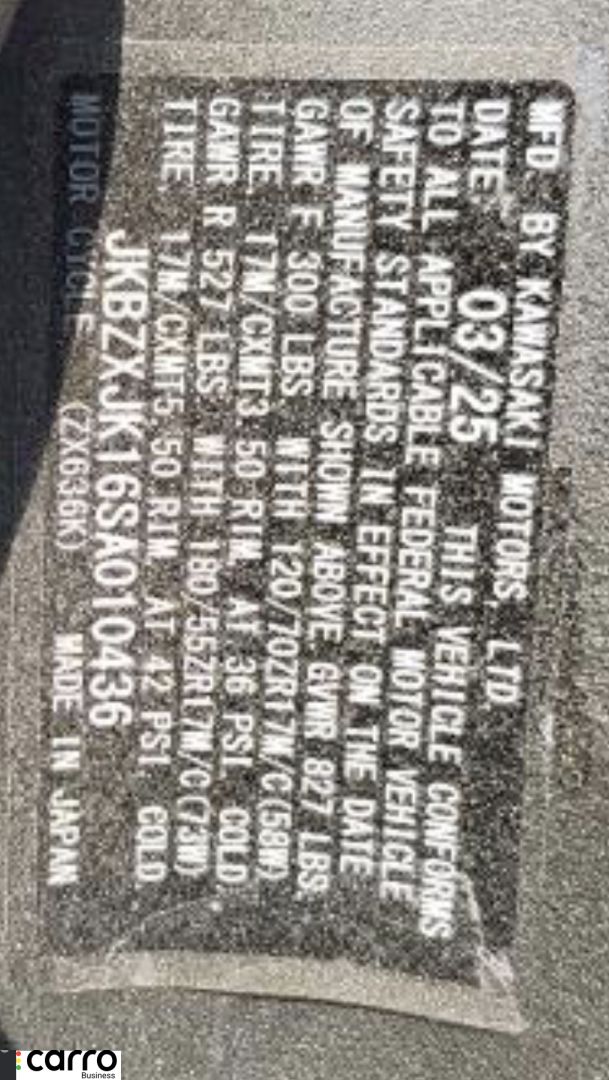 MFD. BY KAWASAKI MOTORS, LTD.
DATE 03/25 THIS VEHICLE CONFORMS
TO ALL APPLICABLE FEDERAL MOTOR VEHICLE
SAFETY STANDARDS IN EFFECT ON THE DATE
OF MANUFACTURE SHOWN ABOVE. GVWR 827 LBS.
GAWR F 300 LBS WITH 120/70ZR17M/C(58W)
TIRE, 17M/CXMT3.50 RIM, AT 36 PSI COLD.
GAWR R 527 LBS WITH 180/55ZR17M/C(73W)
TIRE, 17M/CXMT5.50 RIM, AT 42 PSI COLD.
JKBZXJK16SA010436
MOTOR CYCLE (ZX636K) MADE IN JAPAN
carro
Business